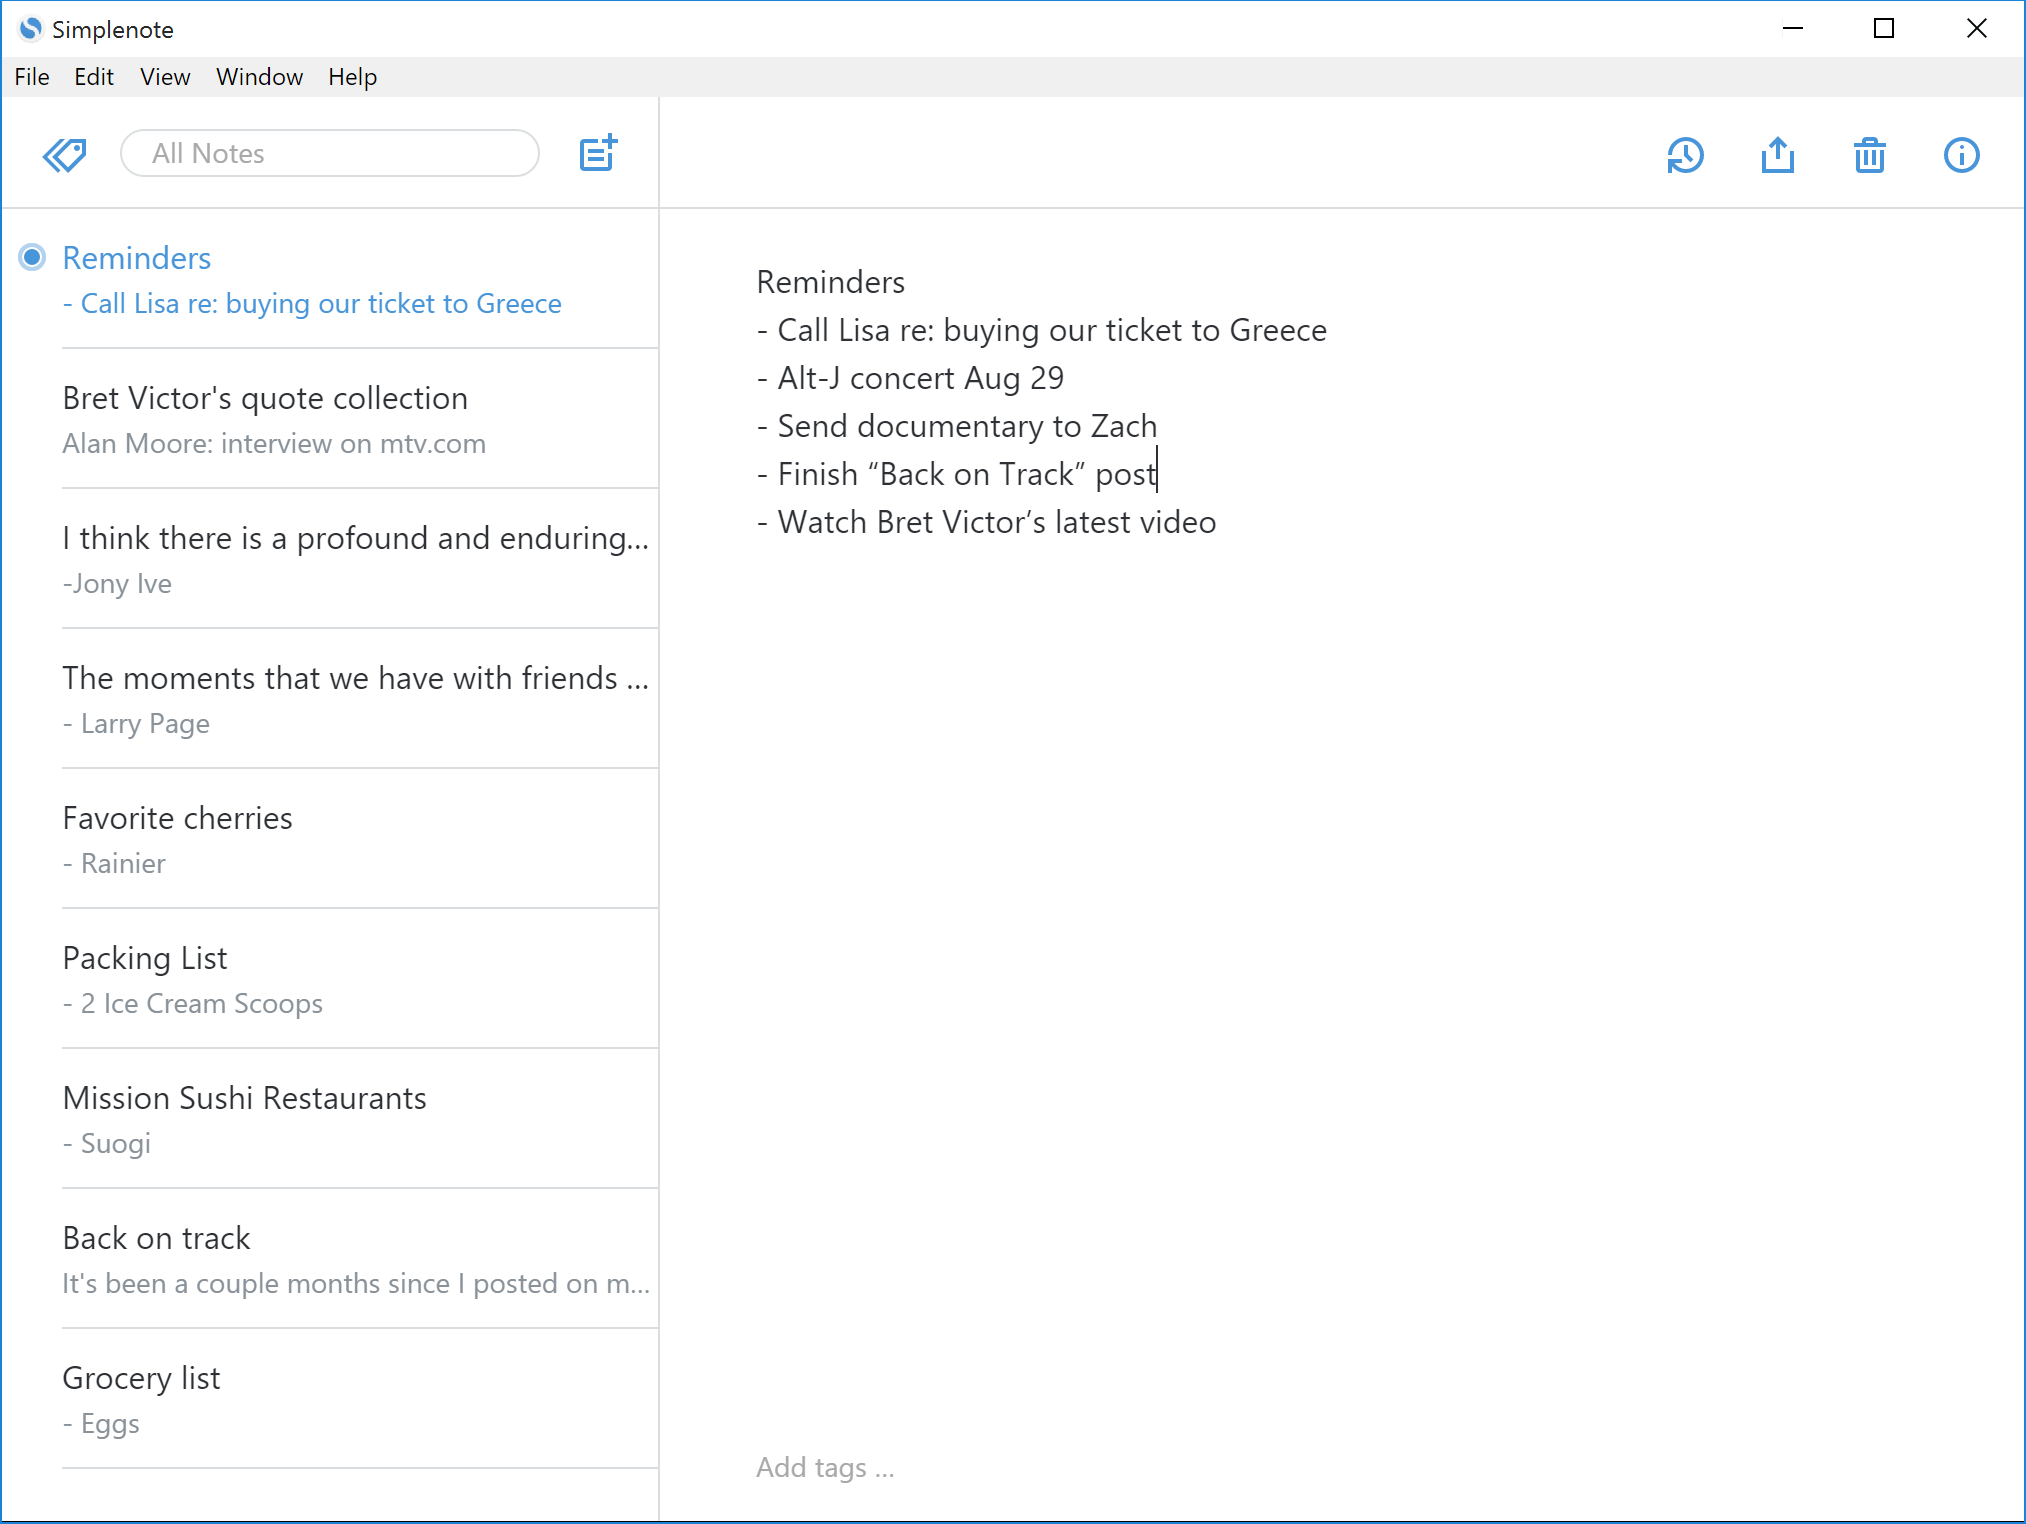 Simplenote
File Edit View Window Help
All Notes
Reminders
- Call Lisa re: buying our ticket to Greece
Bret Victor's quote collection
Alan Moore: interview on mtv.com
I think there is a profound and enduring...
-Jony Ive
The moments that we have with friends ...
- Larry Page
Favorite cherries
- Rainier
Packing List
- 2 Ice Cream Scoops
Mission Sushi Restaurants
- Suogi
Back on track
It's been a couple months since I posted on m...
Grocery list
- Eggs
Reminders
- Call Lisa re: buying our ticket to Greece
- Alt-J concert Aug 29
- Send documentary to Zach
- Finish “Back on Track” post
- Watch Bret Victor’s latest video
Add tags ...